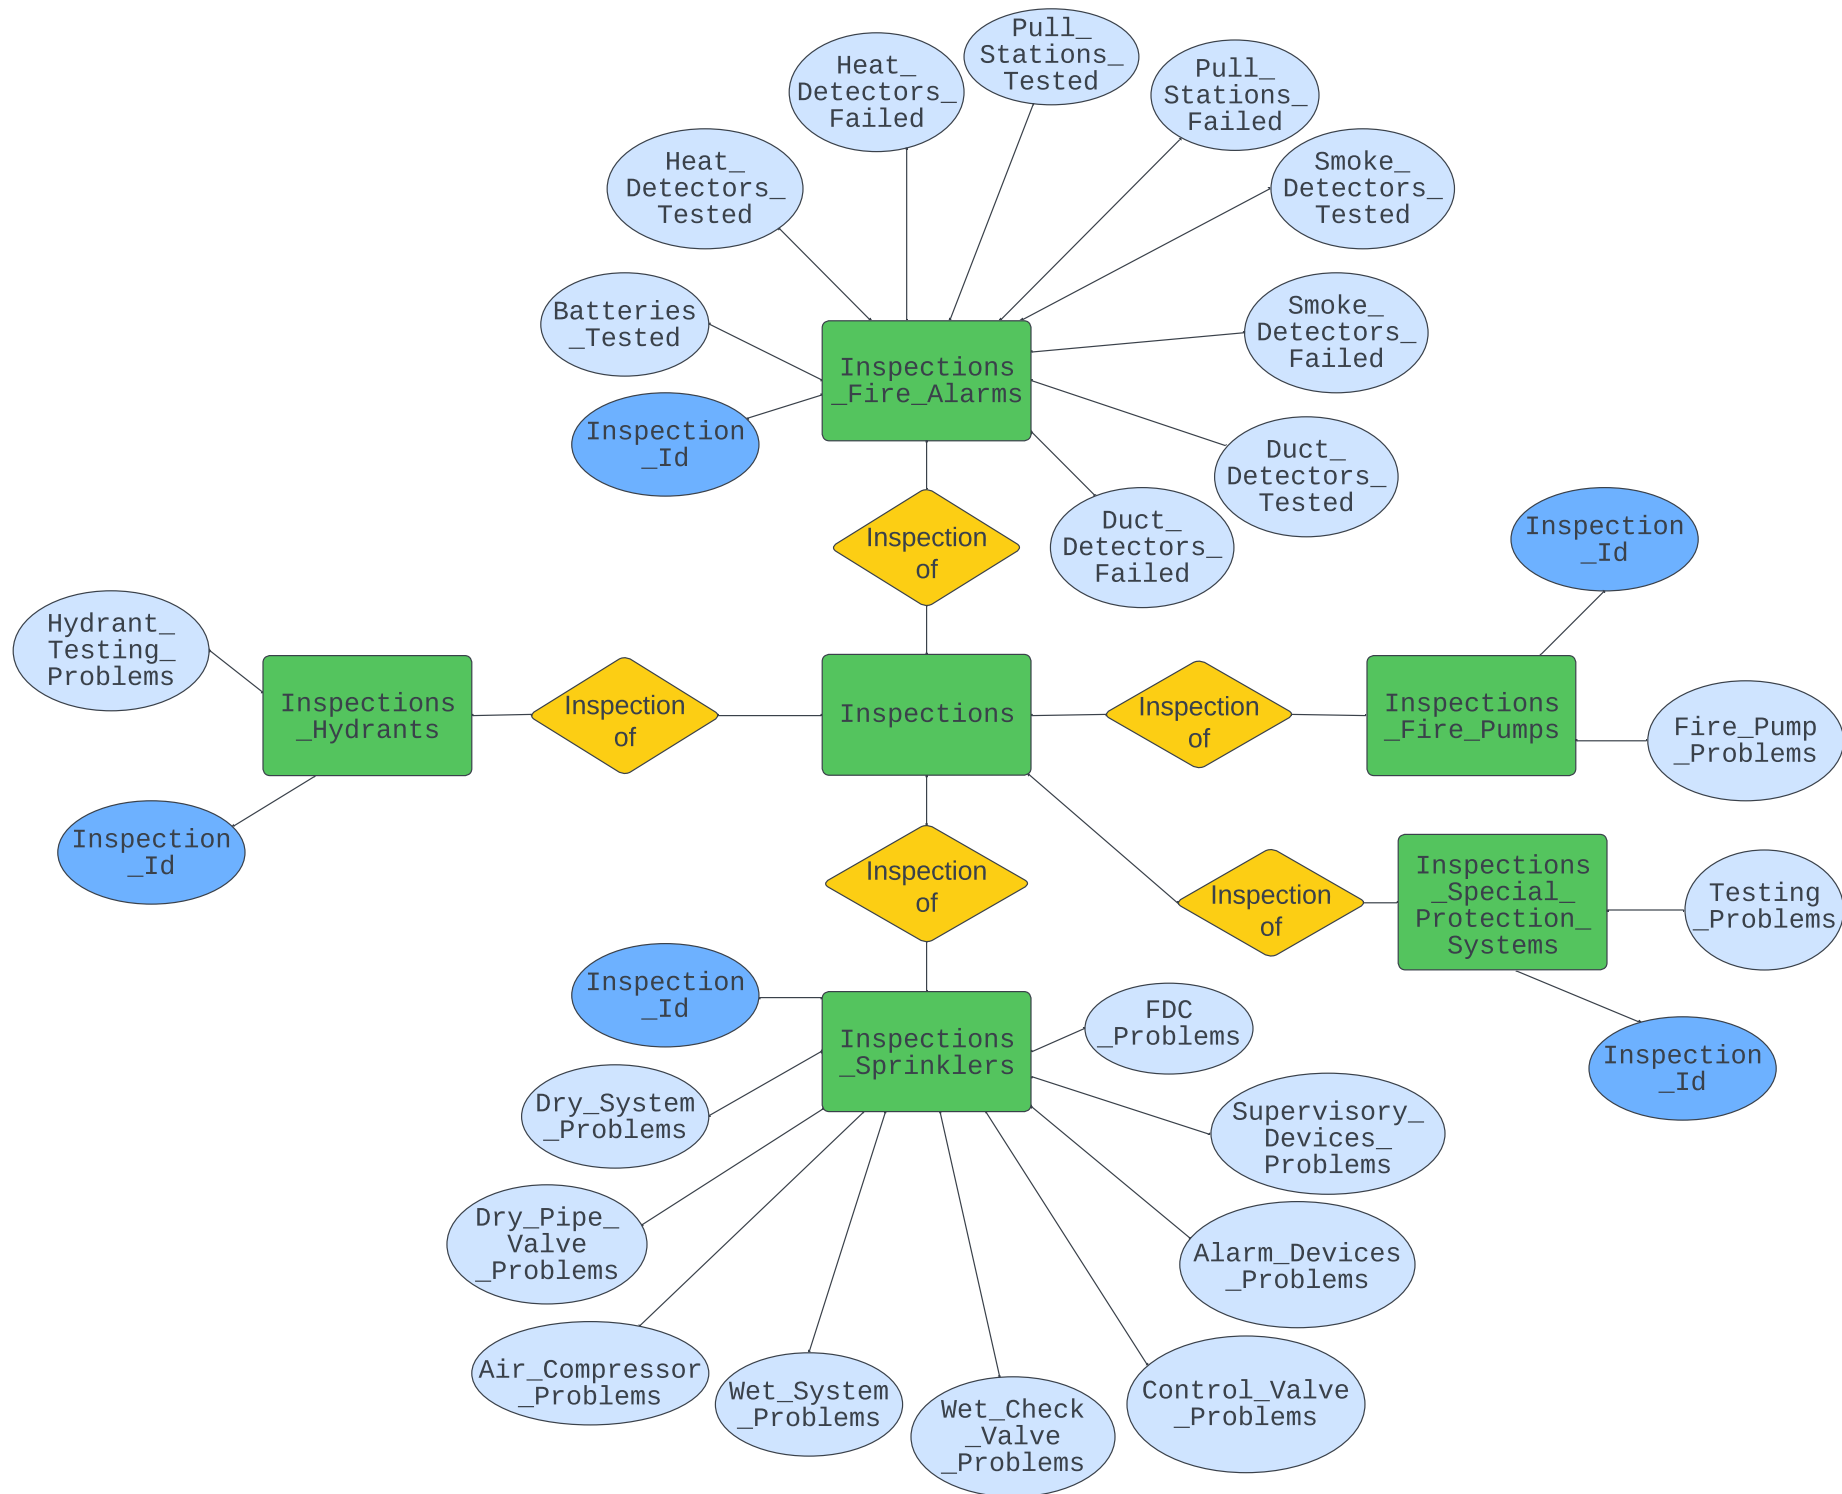 Pull_
Stations_
Tested
Heat_
Detectors_
Failed
Pull_
Stations_
Failed
Heat_
Detectors_
Tested
Smoke_
Detectors_
Tested
Batteries
_Tested
Smoke_
Detectors_
Failed
Inspections
_Fire_Alarms
Inspection
_Id
Duct_
Detectors_
Tested
Duct_
Detectors_
Failed
Inspection
of
Inspection
_Id
Hydrant_
Testing_
Problems
Inspections
_Hydrants
Inspection
of
Inspections
Inspection
of
Inspections
_Fire_Pumps
Fire_Pump
_Problems
Inspection
_Id
Inspection
of
Inspection
of
Inspections
_Special_
Protection_
Systems
Testing
_Problems
Inspection
_Id
Inspections
_Sprinklers
FDC
_Problems
Inspection
_Id
Dry_System
_Problems
Supervisory_
Devices_
Problems
Dry_Pipe_
Valve
_Problems
Alarm_Devices
_Problems
Air_Compressor
_Problems
Wet_System
_Problems
Wet_Check
_Valve
_Problems
Control_Valve
_Problems